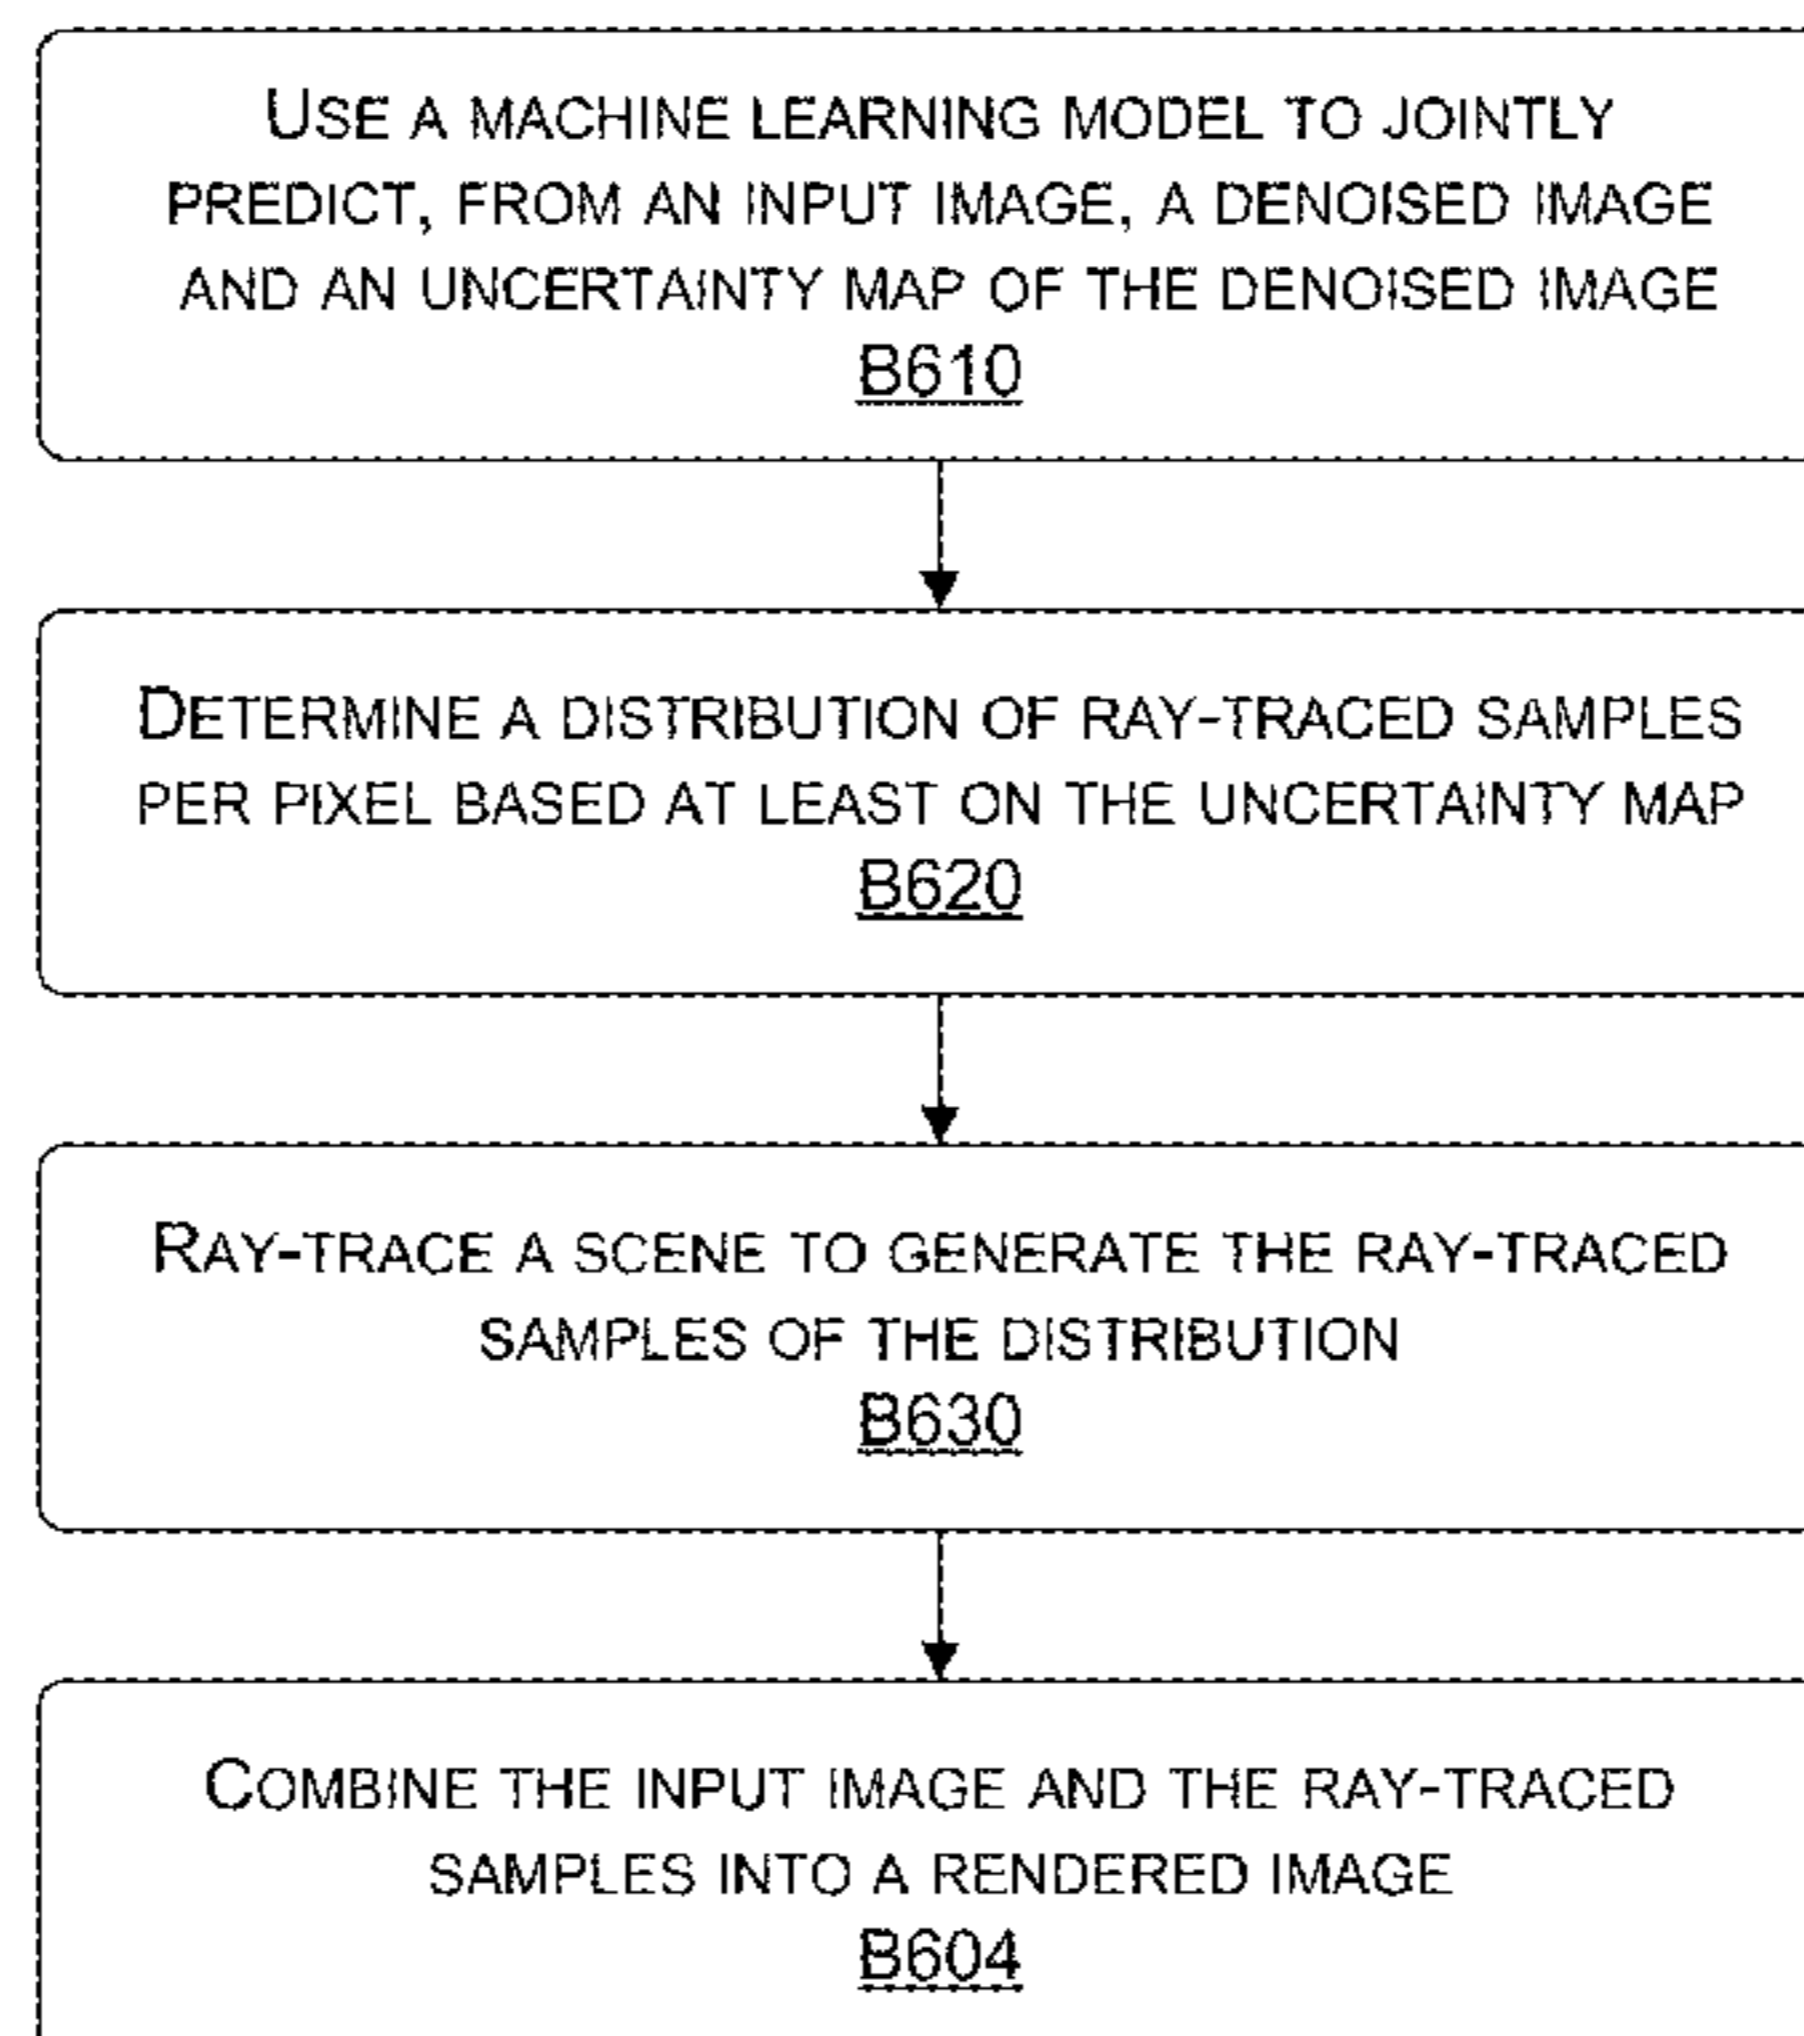 USE A MACHINE LEARNING MODEL TO JOINTLY
PREDICT, FROM AN INPUT IMAGE, A DENOISED IMAGE
AND AN UNCERTAINTY MAP OF THE DENOISED IMAGE
B610
DETERMINE A DISTRIBUTION OF RAY-TRACED SAMPLES
PER PIXEL BASED AT LEAST ON THE UNCERTAINTY MAP
B620
RAY-TRACE A SCENE TO GENERATE THE RAY-TRACED
SAMPLES OF THE DISTRIBUTION
B630
COMBINE THE INPUT IMAGE AND THE RAY-TRACED
SAMPLES INTO A RENDERED IMAGE
B604